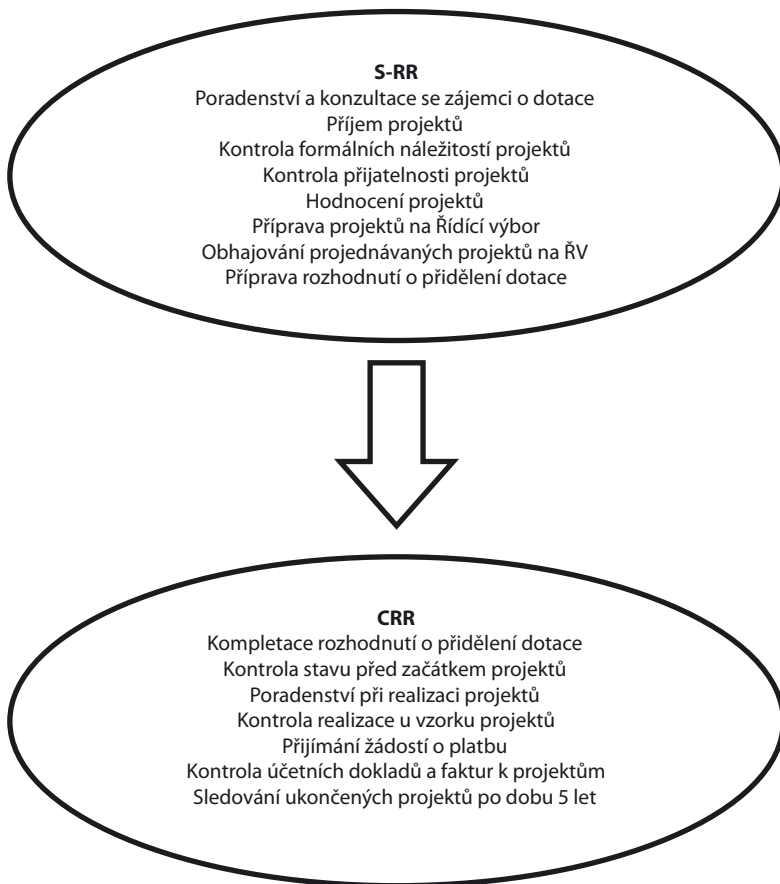 S-RR
Poradenství a konzultace se zájemci o dotace
Příjem projektů
Kontrola formálních náležitostí projektů
Kontrola přijatelnosti projektů
Hodnocení projektů
Příprava projektů na Řídící výbor
Obhajování projednávaných projektů na ŘV
Příprava rozhodnutí o přidělení dotace
CRR
Kompletace rozhodnutí o přidělení dotace
Kontrola stavu před začátkem projektů
Poradenství při realizaci projektů
Kontrola realizace u vzorku projektů
Přijímání žádostí o platbu
Kontrola účetních dokladů a faktur k projektům
Sledování ukončených projektů po dobu 5 let